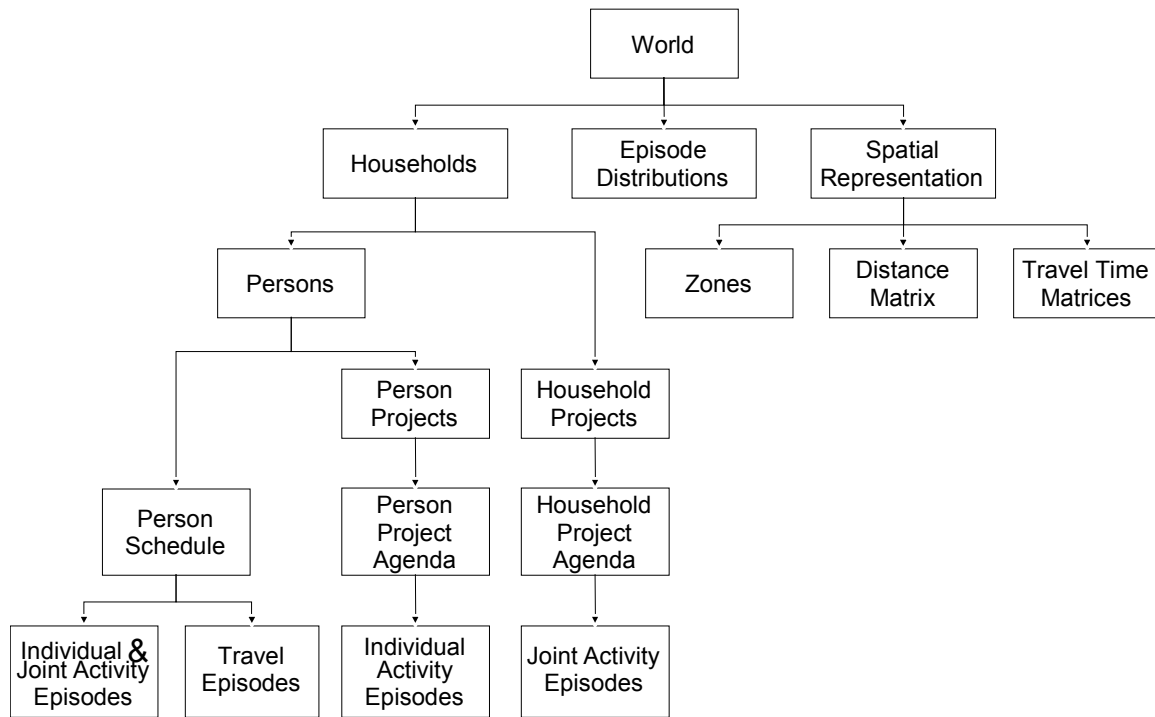 World
Households
Episode
Distributions
Spatial
Representation
Persons
Zones
Distance
Matrix
Travel Time
Matrices
Person
Projects
Household
Projects
Person
Schedule
Person
Project
Agenda
Household
Project
Agenda
Individual &
Joint Activity
Episodes
Travel
Episodes
Individual
Activity
Episodes
Joint Activity
Episodes